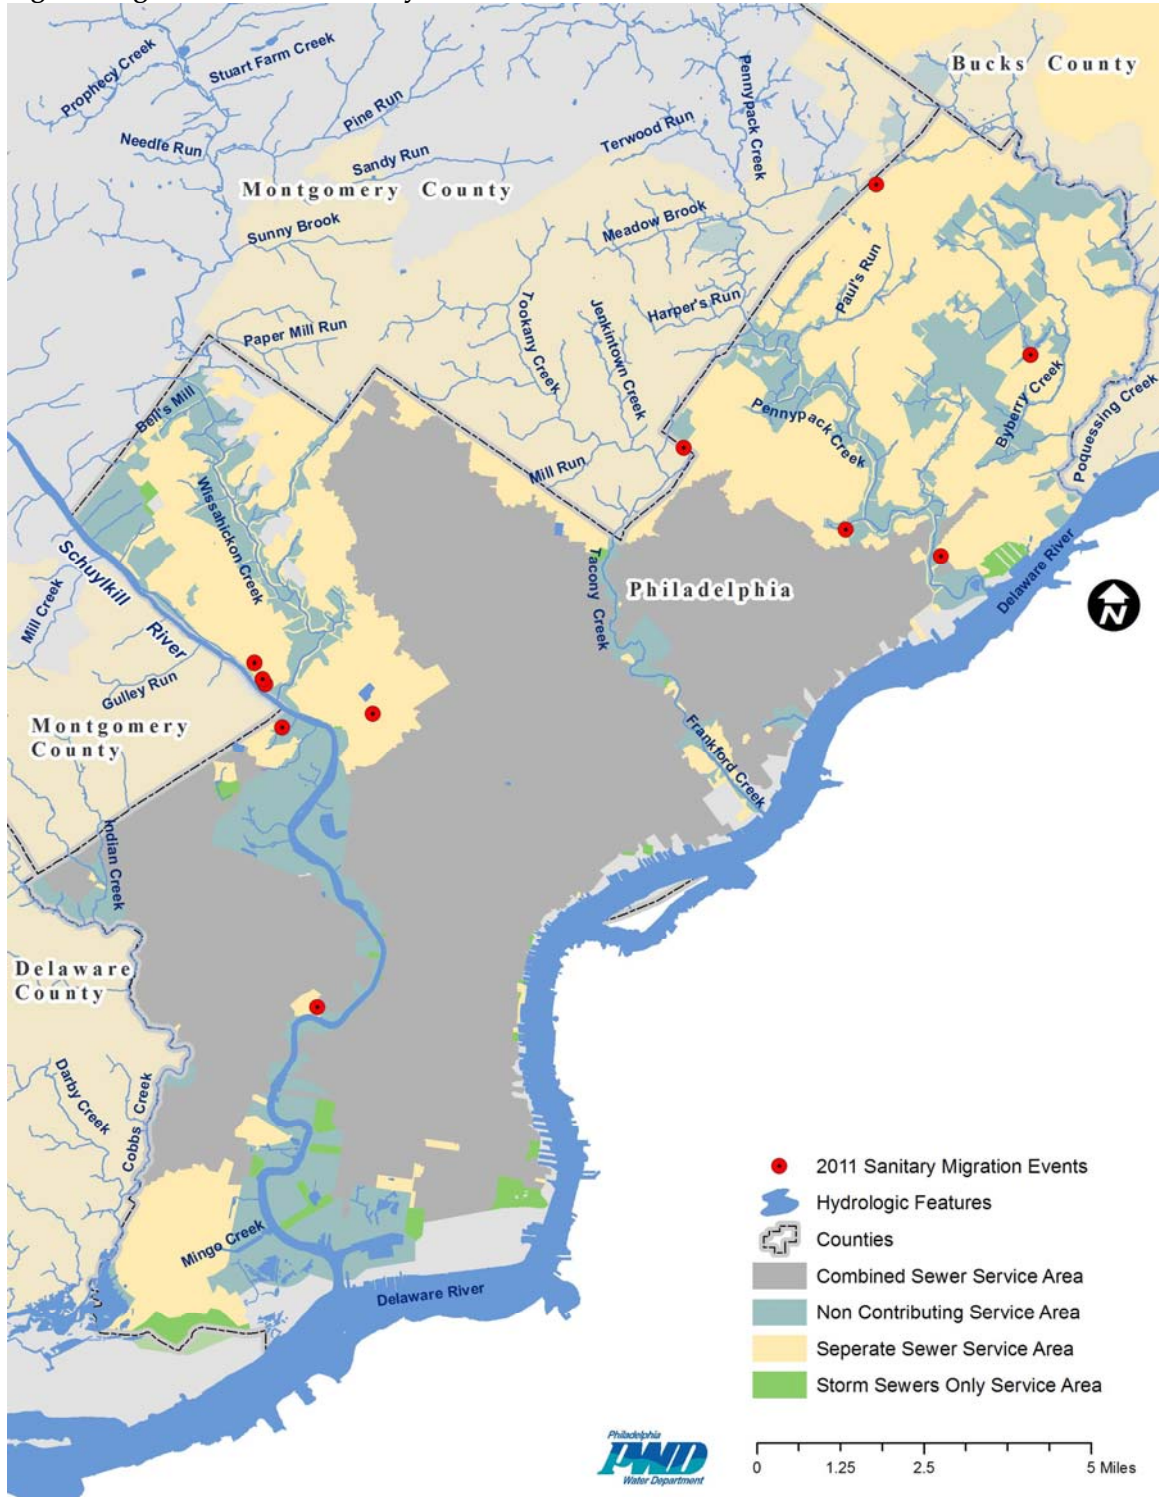 Prophecy Creek
Stuart Farm Creek
Pennypack Creek
Bucks County
Pine Run
Needle Run
Terwood Run
Sandy Run
Montgomery County
Sunny Brook
Meadow Brook
Paul's Run
Harper's Run
Tookany Creek
Jenkintown Creek
Paper Mill Run
Byberry Creek
Poquessing Creek
Bell's Mill
Pennypack Creek
Mill Run
Wissahickon Creek
Schuylkill
River
Tacony Creek
Philadelphia
Delaware River
N
Mill Creek
Gulley Run
Montgomery
County
Frankford Creek
Indian Creek
Delaware
County
Darby Creek
Cobbs Creek
Mingo Creek
Delaware River
2011 Sanitary Migration Events
Hydrologic Features
Counties
Combined Sewer Service Area
Non Contributing Service Area
Seperate Sewer Service Area
Storm Sewers Only Service Area
Philadelphia
PWD
Water Department
0 1.25 2.5 5 Miles